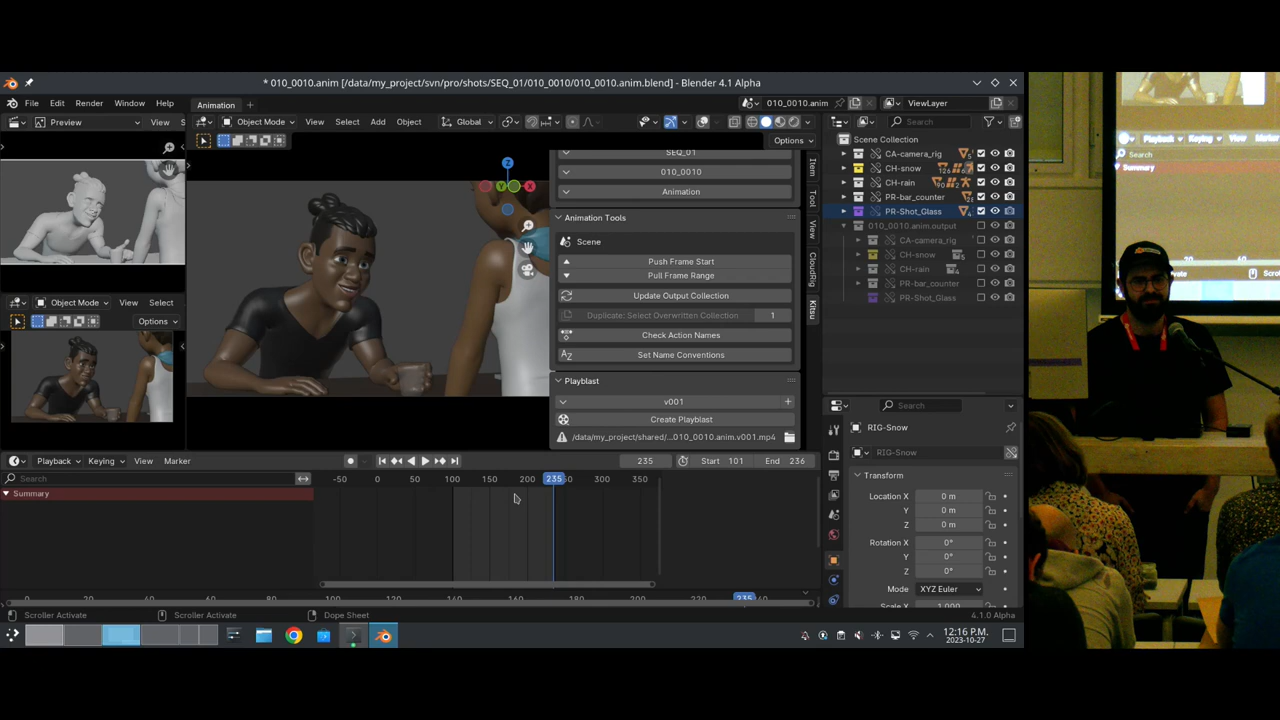 * 010_0010.anim [/data/my_project/svn/pro/shots/SEQ_01/010_0010/010_0010.anim.blend] - Blender 4.1 Alpha
File Edit Render Window Help
Animation +
010_0010.anim
ViewLayer
Preview View S
Object Mode View Select Add Object Global
Options
Search
Scene Collection
CA-camera_rig
CH-snow
CH-rain
PR-bar_counter
PR-Shot_Glass
010_0010.anim.output
CA-camera_rig
CH-snow
CH-rain
PR-bar_counter
PR-Shot_Glass
Z
Y
X
SEQ_01
010_0010
Animation
Animation Tools
Scene
Push Frame Start
Pull Frame Range
Update Output Collection
Duplicate: Select Overwritten Collection 1
Check Action Names
Set Name Conventions
Playblast
v001
Create Playblast
/data/my_project/shared/...010_0010.anim.v001.mp4
Item
Tool
View
CloudRig
Kitsu
Object Mode View Select
Options
Playback Keying View Marker
235
Start 101
End 236
Search
-50 0 50 100 150 200 235 300 350
Summary
Search
RIG-Snow
RIG-Snow
Transform
Location X 0 m
Y 0 m
Z 0 m
Rotation X 0°
Y 0°
Z 0°
Mode XYZ Euler
Scroller Activate
Scroller Activate
Dope Sheet
4.1.0 Alpha
12:16 P.M.
2023-10-27
Playback Keying View
Search
Summary